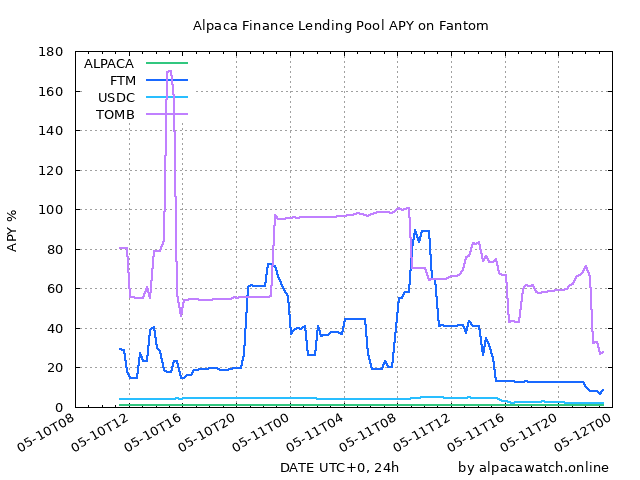 Alpaca Finance Lending Pool APY on Fantom
180
160
140
120
100
80
60
40
20
0
APY %
ALPACA
FTM
USDC
TOMB
05-10T08
05-10T12
05-10T16
05-10T20
05-11T00
05-11T04
05-11T08
05-11T12
05-11T16
05-11T20
05-12T00
DATE UTC+0, 24h
by alpacawatch.online